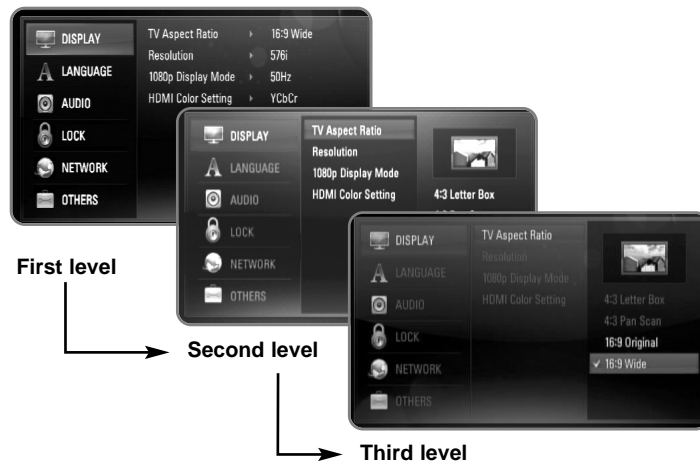 DISPLAY
LANGUAGE
AUDIO
LOCK
NETWORK
OTHERS
TV Aspect Ratio 16:9 Wide
Resolution 576i
1080p Display Mode 50Hz
HDMI Color Setting YCbCr
First level
DISPLAY
LANGUAGE
AUDIO
LOCK
NETWORK
OTHERS
TV Aspect Ratio
Resolution
1080p Display Mode
HDMI Color Setting
4:3 Letter Box
Second level
DISPLAY
LANGUAGE
AUDIO
LOCK
NETWORK
OTHERS
TV Aspect Ratio
Resolution
1080p Display Mode
HDMI Color Setting
4:3 Letter Box
4:3 Pan Scan
16:9 Original
✓ 16:9 Wide
Third level